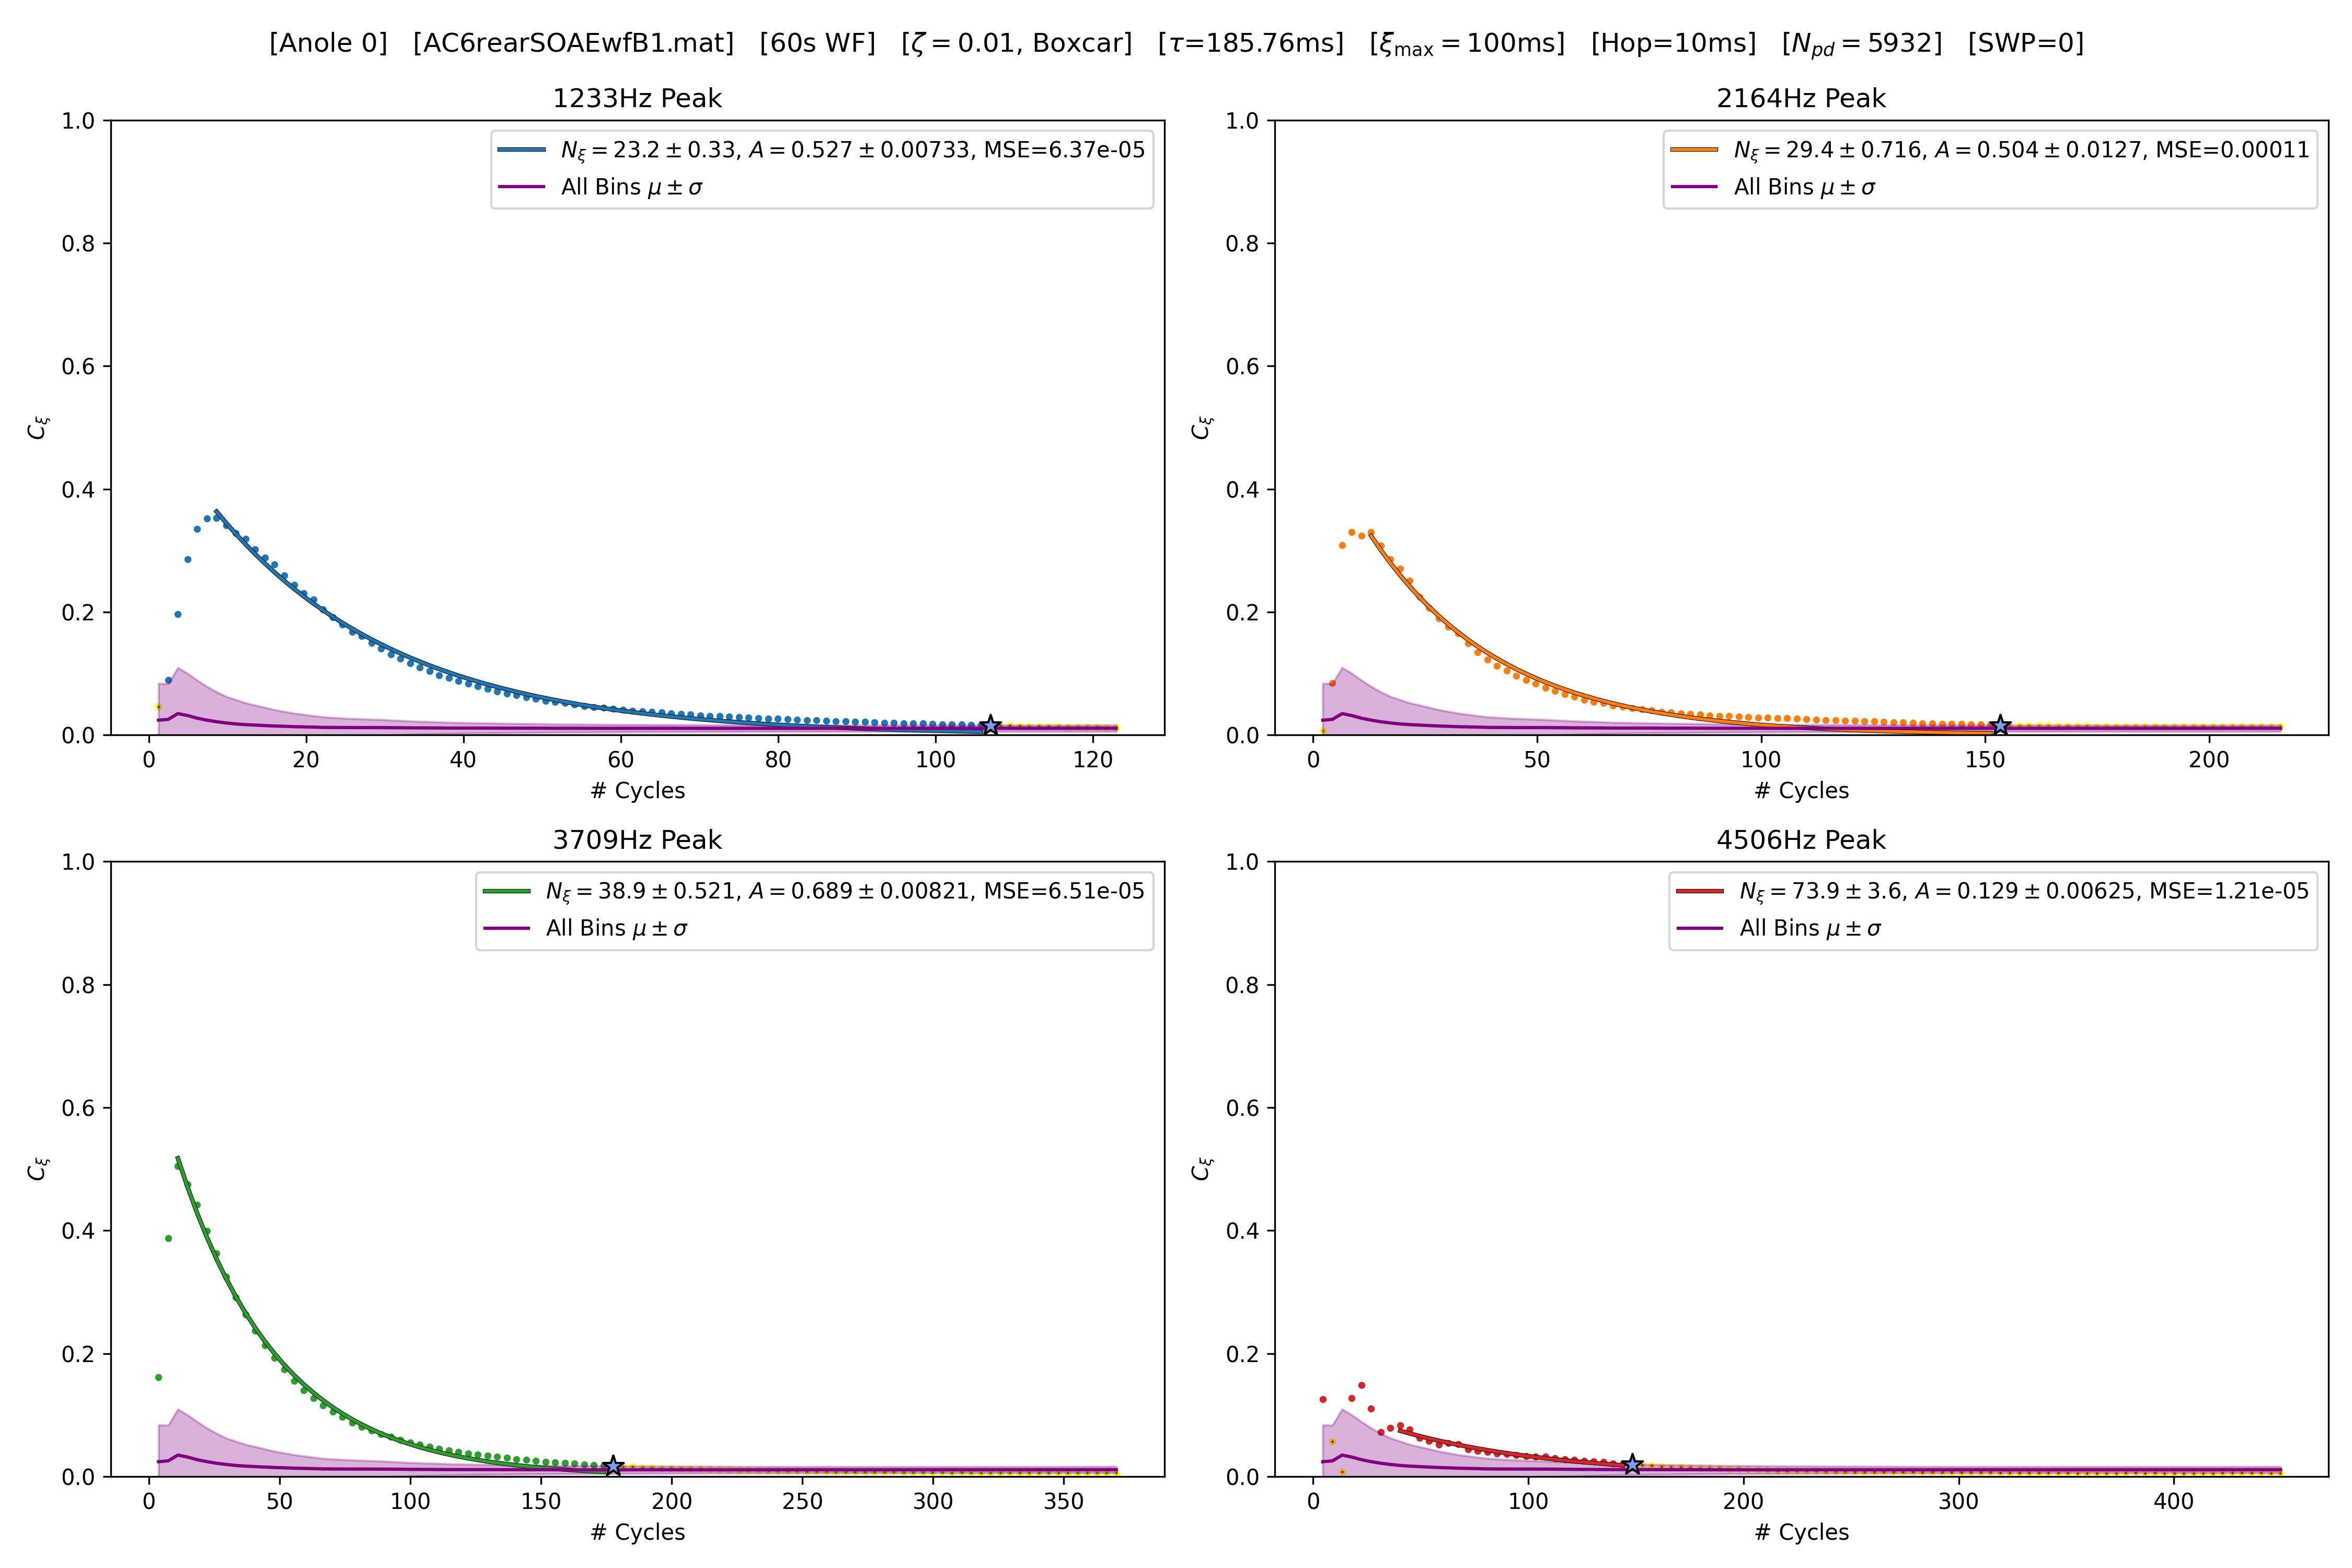 [Anole 0] [AC6rearSOAEwfB1.mat] [60s WF] [ζ = 0.01, Boxcar] [τ=185.76ms] [ξmax = 100ms] [Hop=10ms] [Npd = 5932] [SWP=0]
1233Hz Peak
Nξ = 23.2 ± 0.33, A = 0.527 ± 0.00733, MSE=6.37e-05
All Bins μ ± σ
1.0
0.8
0.6
0.4
0.2
0.0
Cξ
0 20 40 60 80 100 120
# Cycles
2164Hz Peak
Nξ = 29.4 ± 0.716, A = 0.504 ± 0.0127, MSE=0.00011
All Bins μ ± σ
1.0
0.8
0.6
0.4
0.2
0.0
Cξ
0 50 100 150 200
# Cycles
3709Hz Peak
Nξ = 38.9 ± 0.521, A = 0.689 ± 0.00821, MSE=6.51e-05
All Bins μ ± σ
1.0
0.8
0.6
0.4
0.2
0.0
Cξ
0 50 100 150 200 250 300 350
# Cycles
4506Hz Peak
Nξ = 73.9 ± 3.6, A = 0.129 ± 0.00625, MSE=1.21e-05
All Bins μ ± σ
1.0
0.8
0.6
0.4
0.2
0.0
Cξ
0 100 200 300 400
# Cycles